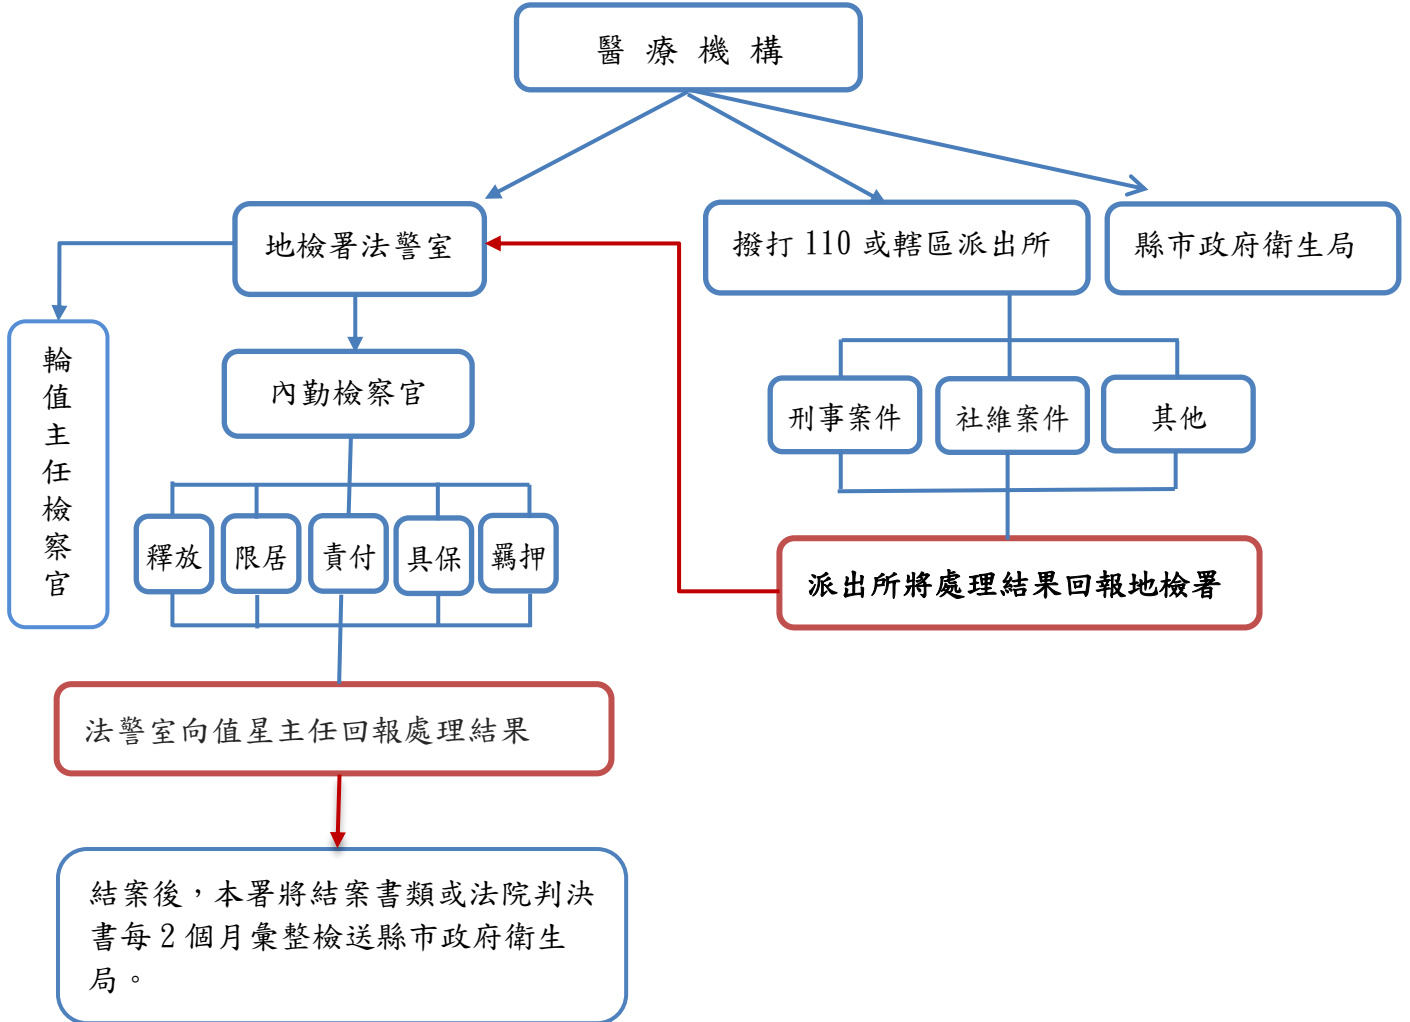 醫療機構
地檢署法警室
撥打110或轄區派出所
縣市政府衛生局
輪值主任檢察官
內勤檢察官
刑事案件
社維案件
其他
釋放
限居
責付
具保
羈押
派出所將處理結果回報地檢署
法警室向值星主任回報處理結果
結案後，本署將結案書類或法院判決
書每2個月彙整檢送縣市政府衛生
局。